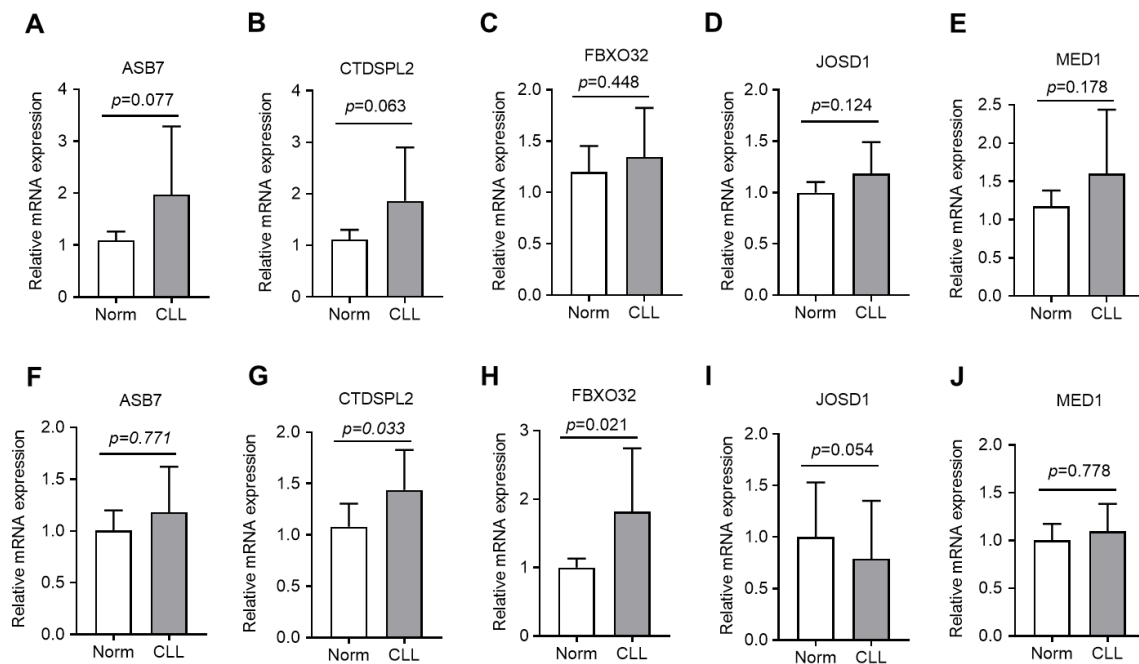 A
ASB7
p=0.077
Relative mRNA expression
4
3
2
1
0
Norm CLL
B
CTDSPL2
p=0.063
Relative mRNA expression
4
3
2
1
0
Norm CLL
C
FBXO32
p=0.448
Relative mRNA expression
2.0
1.5
1.0
0.5
0.0
Norm CLL
D
JOSD1
p=0.124
Relative mRNA expression
2.0
1.5
1.0
0.5
0.0
Norm CLL
E
MED1
p=0.178
Relative mRNA expression
2.5
2.0
1.5
1.0
0.5
0.0
Norm CLL
F
ASB7
p=0.771
Relative mRNA expression
2.0
1.5
1.0
0.5
0.0
Norm CLL
G
CTDSPL2
p=0.033
Relative mRNA expression
2.0
1.5
1.0
0.5
0.0
Norm CLL
H
FBXO32
p=0.021
Relative mRNA expression
3
2
1
0
Norm CLL
I
JOSD1
p=0.054
Relative mRNA expression
2.0
1.5
1.0
0.5
0.0
Norm CLL
J
MED1
p=0.778
Relative mRNA expression
2.0
1.5
1.0
0.5
0.0
Norm CLL